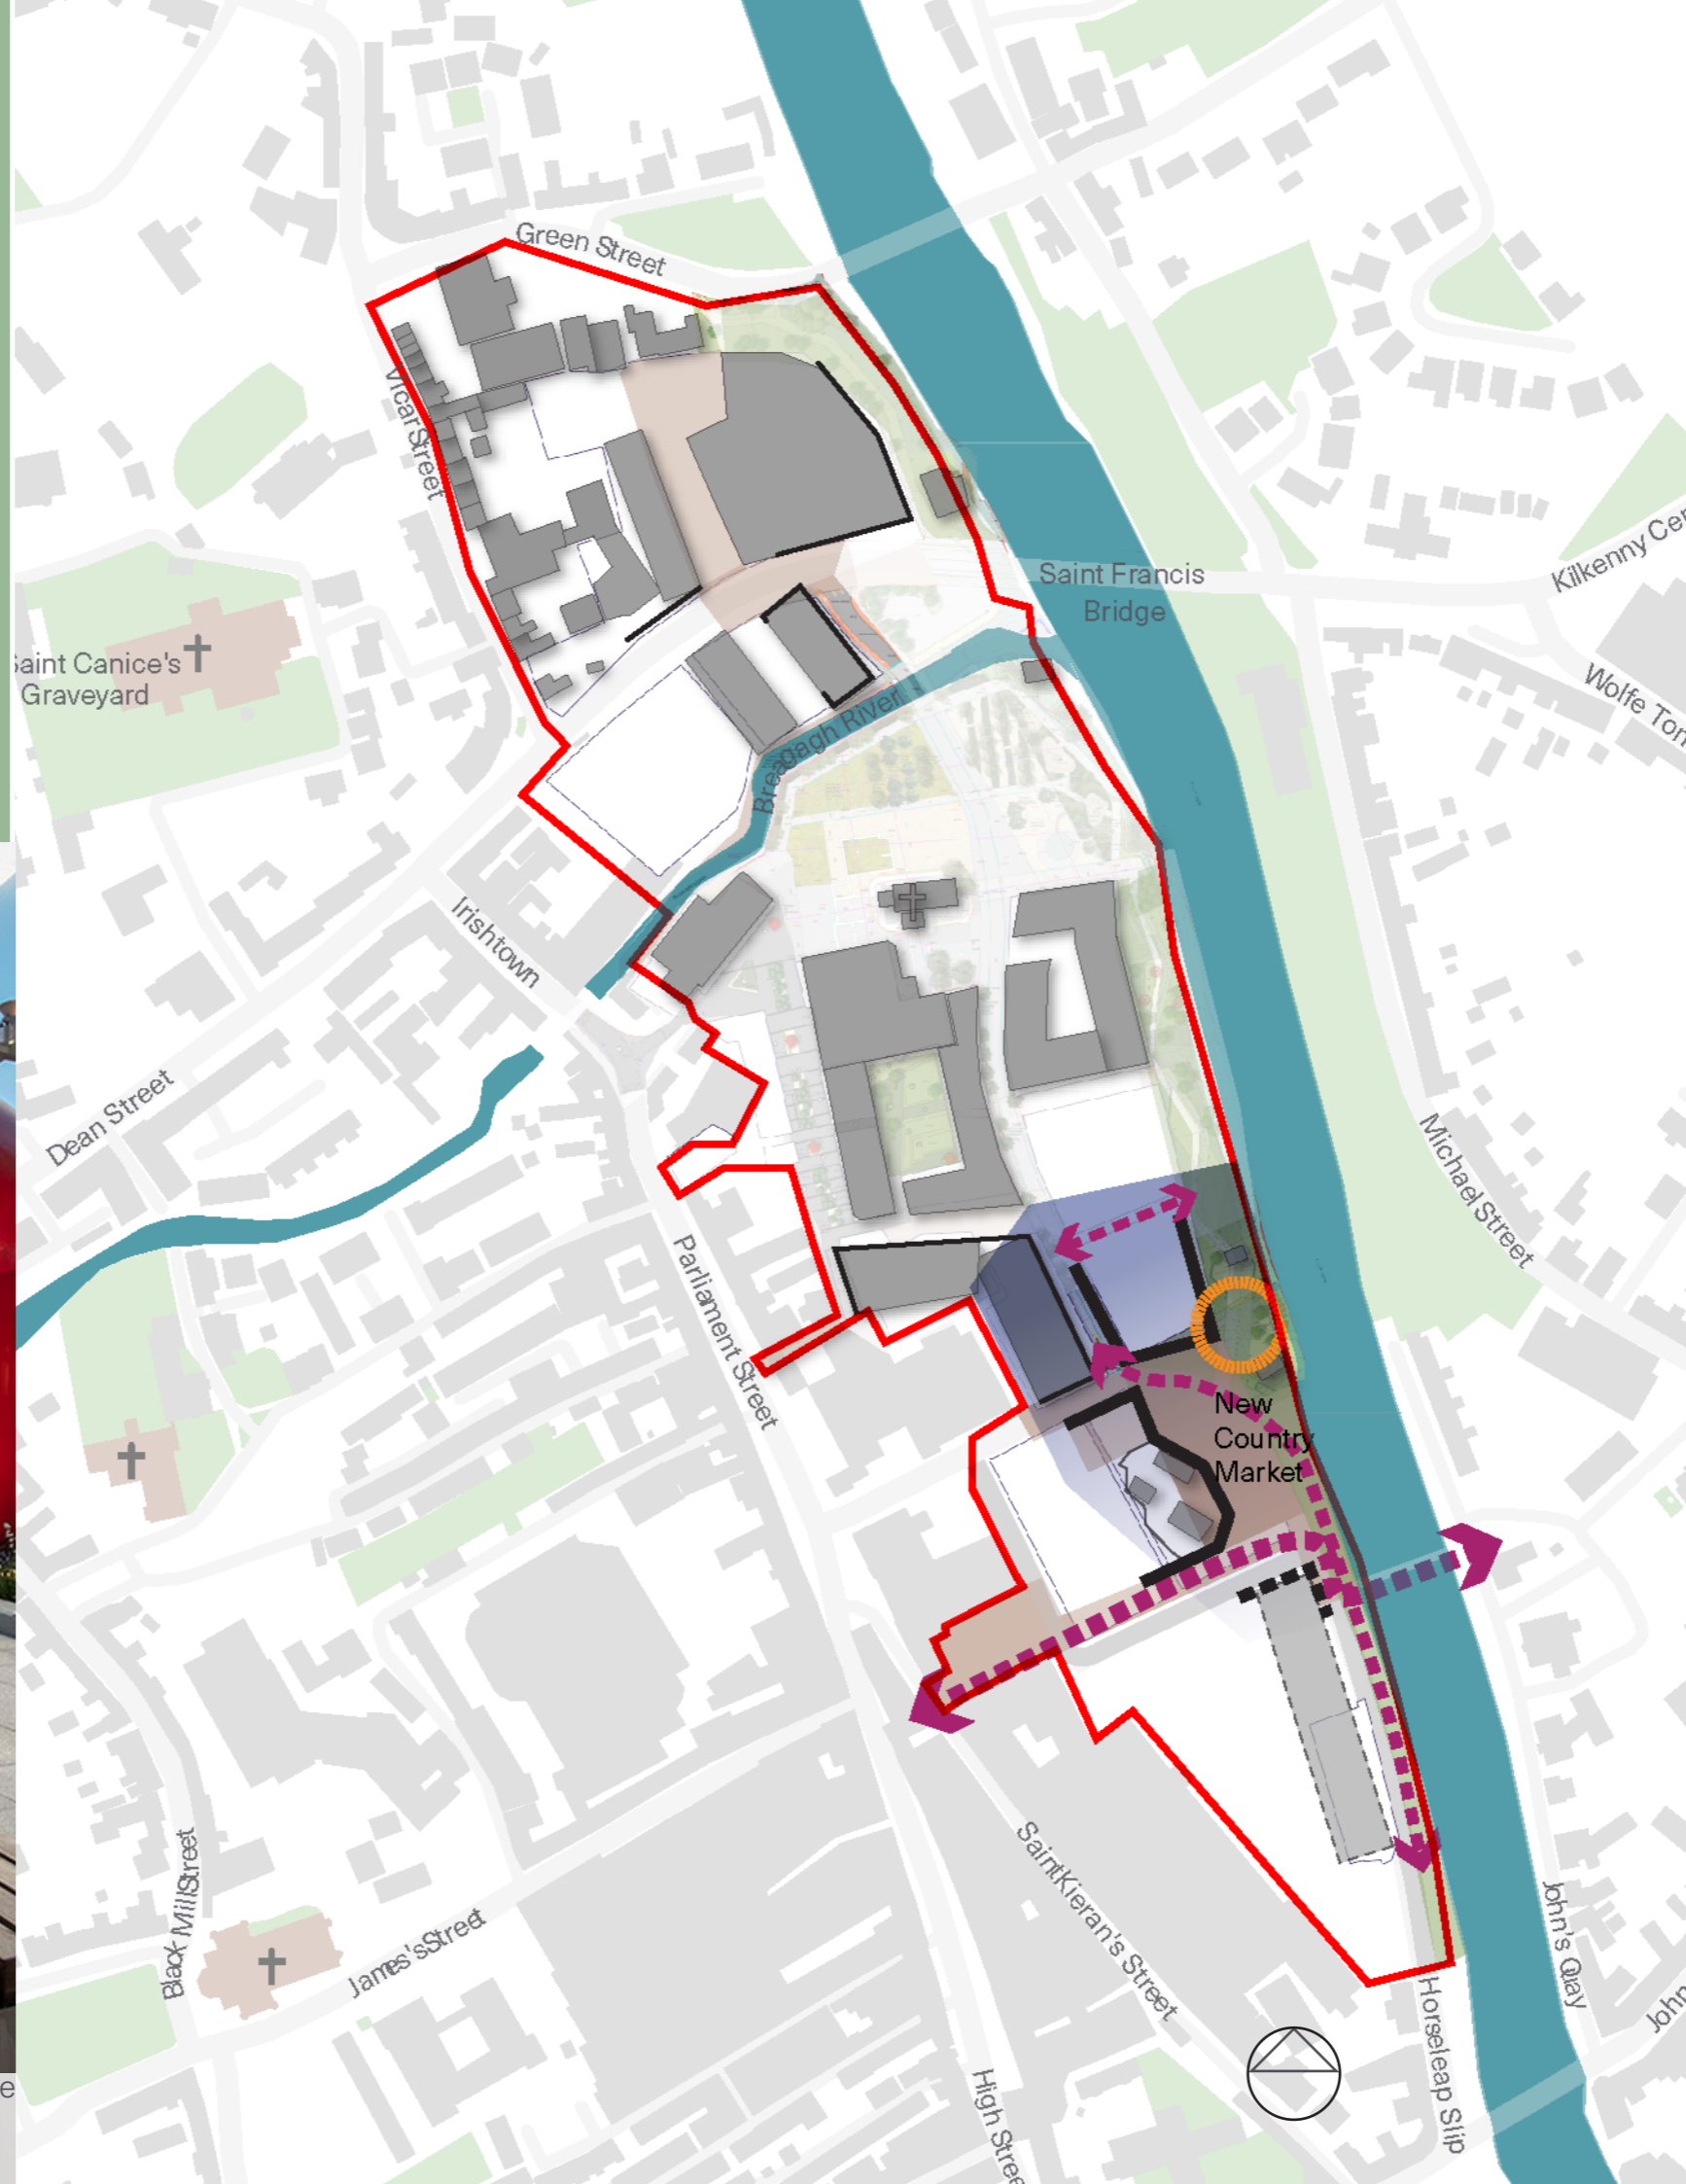 Green Street
Vicar Street
Saint Francis
Bridge
Kilkenny Cen
Saint Canice's
Graveyard
Wolfe Ton
Breagagh River
Irishtown
Dean Street
Michael Street
Parliament Street
New
Country
Market
Saint Kieran's Street
Black Mill Street
James's Street
John's Quay
John
Horseleap Slip
High Stree
e